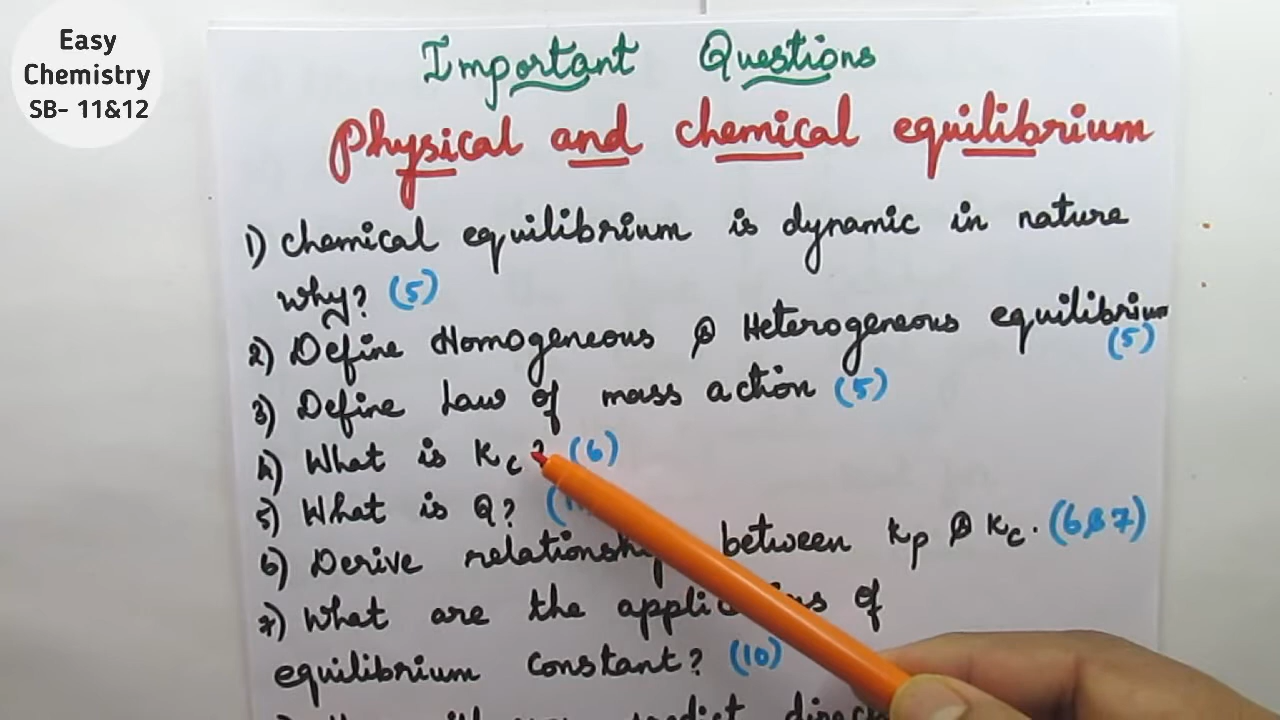 Easy
Chemistry
SB- 11&12
Important Questions
Physical and chemical equilibrium
1) Chemical equilibrium is dynamic in nature
why? (5)
2) Define Homogeneous & Heterogeneous equilibrium
(5)
3) Define Law of mass action (5)
4) What is Kc? (6)
5) What is Q?
6) Derive relationship between Kp & Kc. (6&7)
7) What are the of
equilibrium constant? (10)
predict